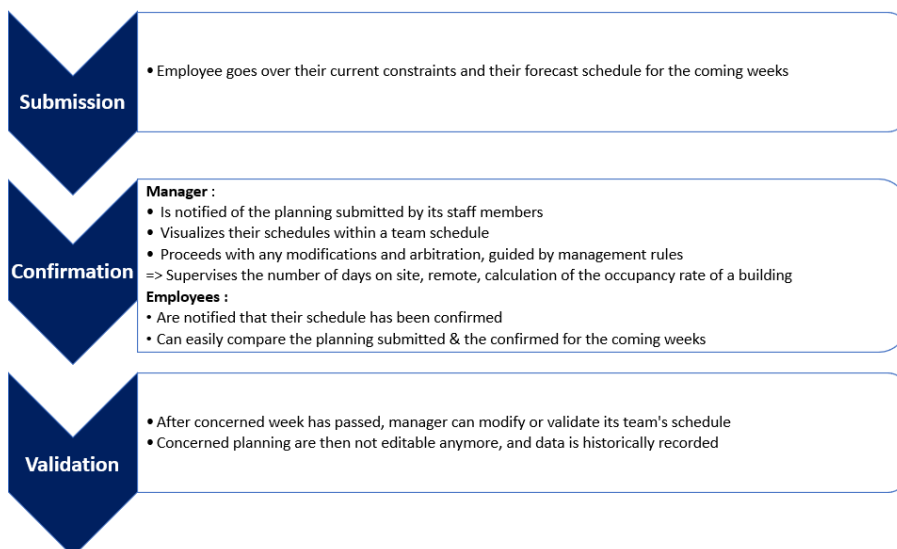 Submission
• Employee goes over their current constraints and their forecast schedule for the coming weeks
Confirmation
Manager :
• Is notified of the planning submitted by its staff members
• Visualizes their schedules within a team schedule
• Proceeds with any modifications and arbitration, guided by management rules
=> Supervises the number of days on site, remote, calculation of the occupancy rate of a building
Employees :
• Are notified that their schedule has been confirmed
• Can easily compare the planning submitted & the confirmed for the coming weeks
Validation
• After concerned week has passed, manager can modify or validate its team's schedule
• Concerned planning are then not editable anymore, and data is historically recorded